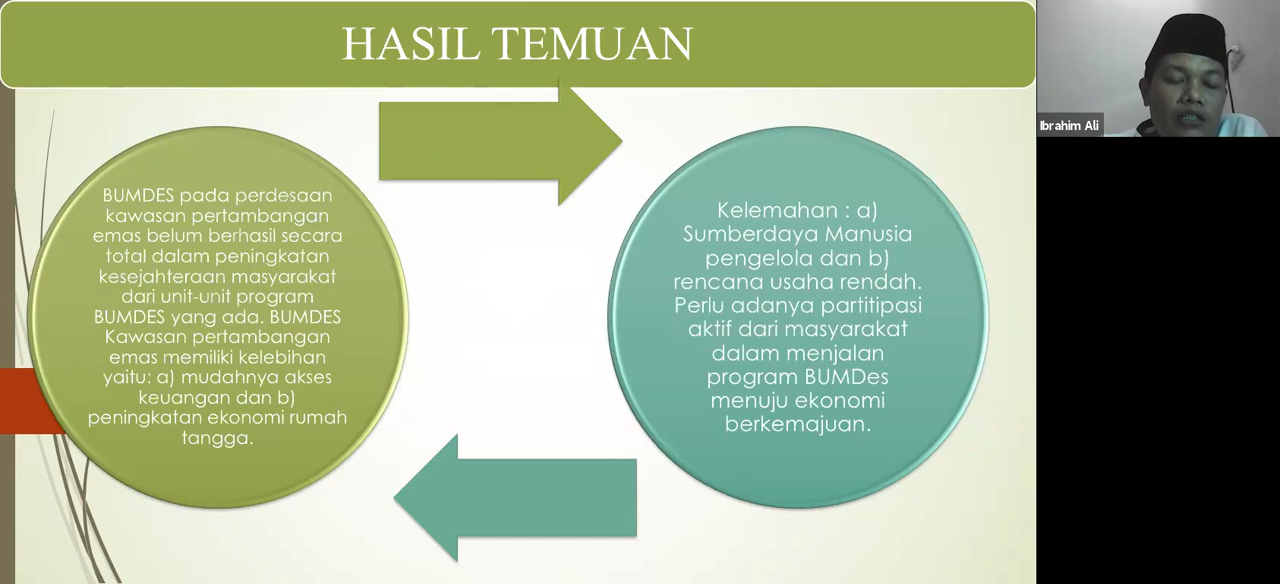 HASIL TEMUAN
BUMDES pada perdesaan
kawasan pertambangan
emas belum berhasil secara
total dalam peningkatan
kesejahteraan masyarakat
dari unit-unit program
BUMDES yang ada. BUMDES
Kawasan pertambangan
emas memiliki kelebihan
yaitu: a) mudahnya akses
keuangan dan b)
peningkatan ekonomi rumah
tangga.
Kelemahan : a)
Sumberdaya Manusia
pengelola dan b)
rencana usaha rendah.
Perlu adanya partitipasi
aktif dari masyarakat
dalam menjalan
program BUMDes
menuju ekonomi
berkemajuan.
Ibrahim Ali